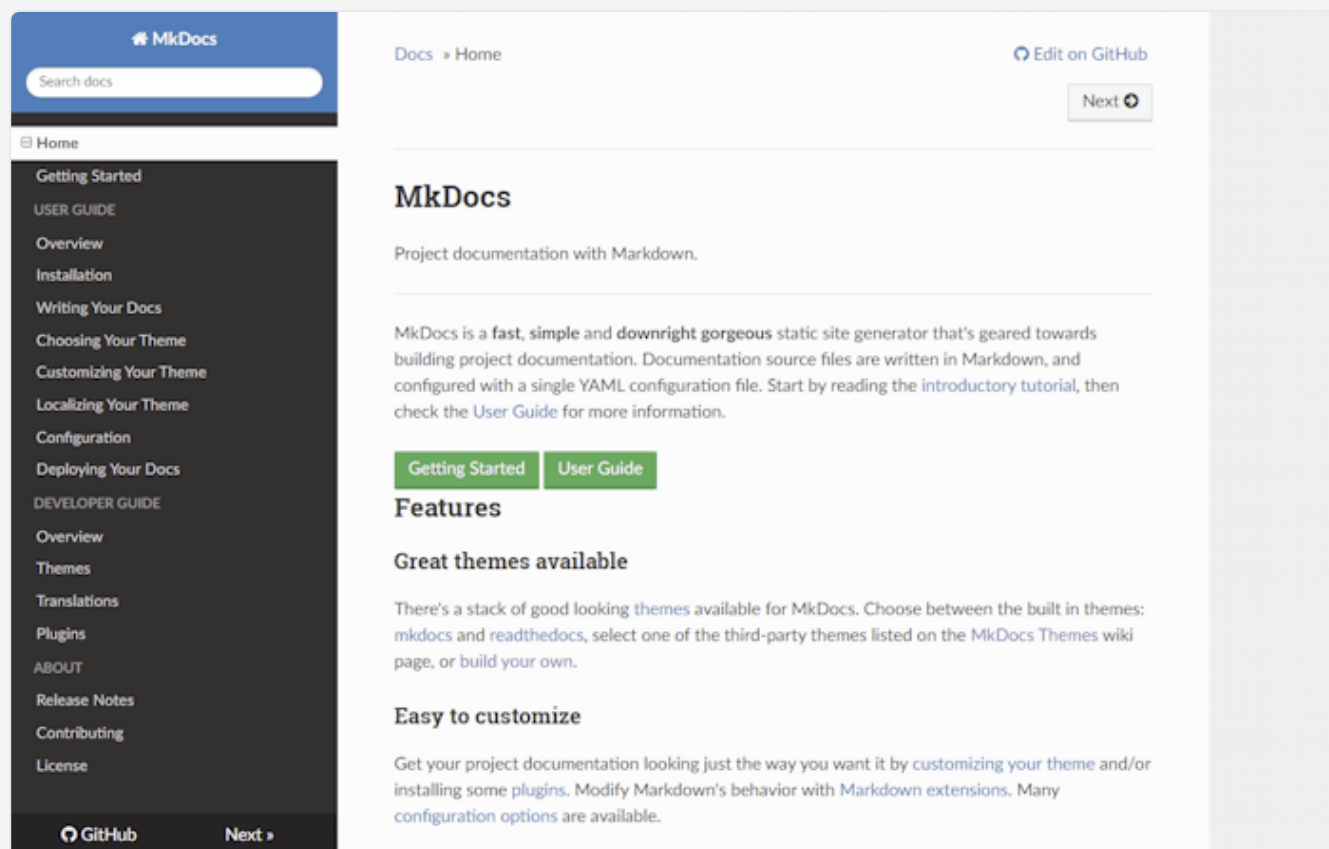 MkDocs
Search docs
Home
Getting Started
USER GUIDE
Overview
Installation
Writing Your Docs
Choosing Your Theme
Customizing Your Theme
Localizing Your Theme
Configuration
Deploying Your Docs
DEVELOPER GUIDE
Overview
Themes
Translations
Plugins
ABOUT
Release Notes
Contributing
License
GitHub
Next »
Docs » Home
Edit on GitHub
Next
MkDocs
Project documentation with Markdown.
MkDocs is a fast, simple and downright gorgeous static site generator that's geared towards
building project documentation. Documentation source files are written in Markdown, and
configured with a single YAML configuration file. Start by reading the introductory tutorial, then
check the User Guide for more information.
Getting Started
User Guide
Features
Great themes available
There's a stack of good looking themes available for MkDocs. Choose between the built in themes:
mkdocs and readthedocs, select one of the third-party themes listed on the MkDocs Themes wiki
page, or build your own.
Easy to customize
Get your project documentation looking just the way you want it by customizing your theme and/or
installing some plugins. Modify Markdown's behavior with Markdown extensions. Many
configuration options are available.